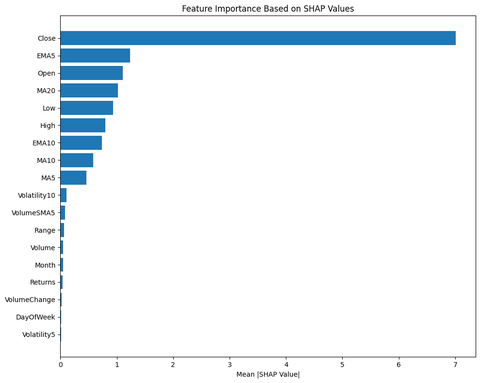 Feature Importance Based on SHAP Values
Close
EMA5
Open
MA20
Low
High
EMA10
MA10
MA5
Volatility10
VolumeSMA5
Range
Volume
Month
Returns
VolumeChange
DayOfWeek
Volatility5
0 1 2 3 4 5 6 7
Mean |SHAP Value|